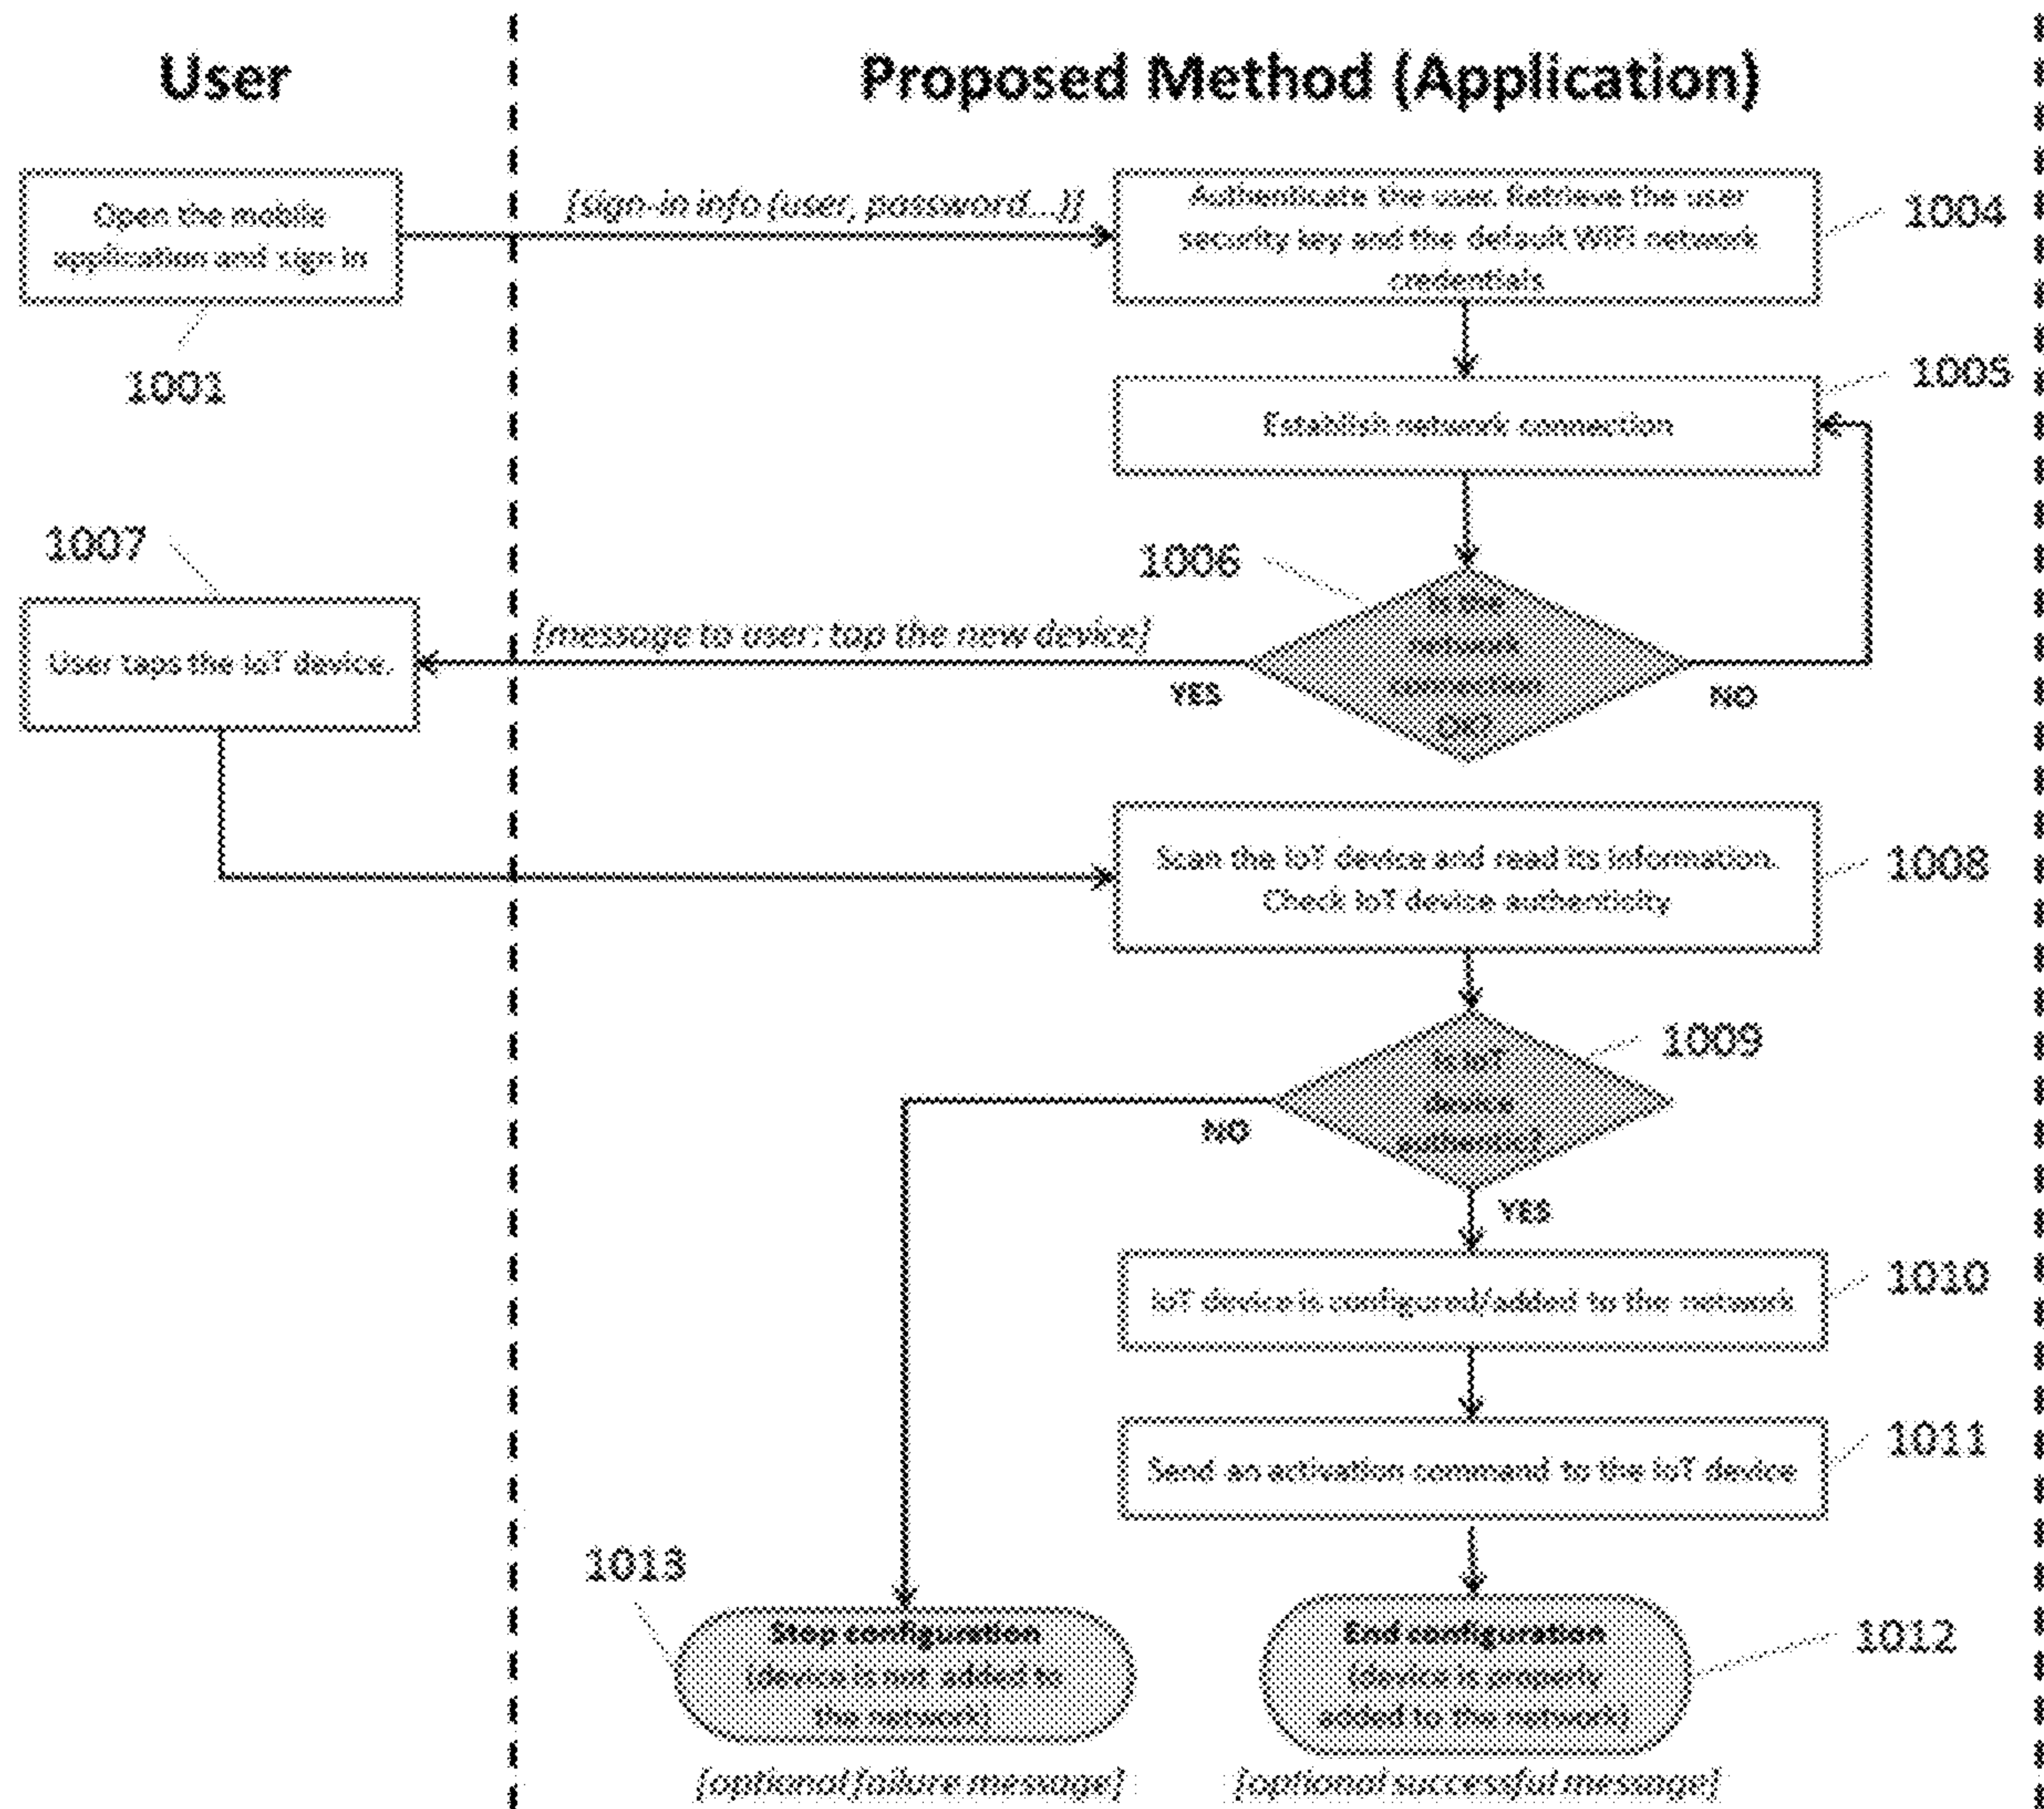 User
Proposed Method (Application)
Open the mobile
application and sign in
1001
[sign-in info (user, password...)]
Authenticate the user. Retrieve the user
security key and the default WiFi network
credentials
1004
Establish network connection
1005
1006
Is the
network
connection
OK?
YES
NO
[message to user: tap the new device]
1007
User taps the IoT device.
Scan the IoT device and read its information.
Check IoT device authenticity
1008
1009
Is IoT
device
authentic?
NO
YES
IoT device is configured/added to the network
1010
Send an activation command to the IoT device
1011
1013
Stop configuration
(device is not added to
the network)
[optional failure message]
End configuration
(device is properly
added to the network)
1012
[optional successful message]